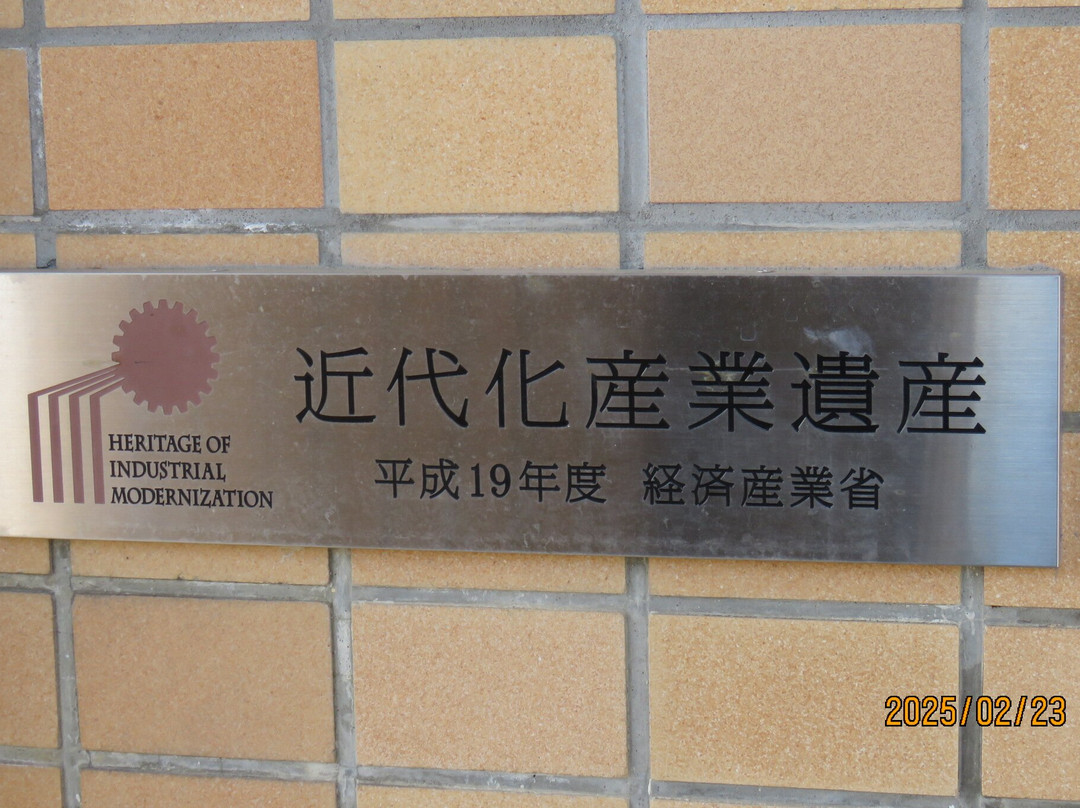 近代化産業遺産
平成19年度 経済産業省
HERITAGE OF
INDUSTRIAL
MODERNIZATION
2025/02/23